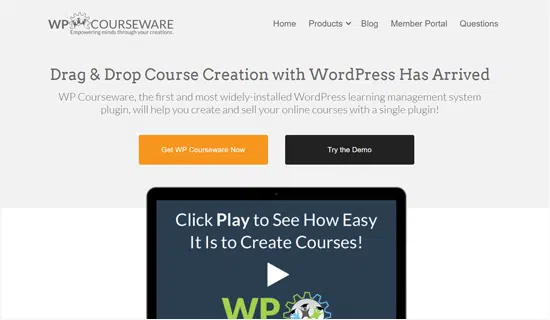 WP COURSEWARE
Empowering minds through your creations.
Home Products Blog Member Portal Questions
Drag & Drop Course Creation with WordPress Has Arrived
WP Courseware, the first and most widely-installed WordPress learning management system
plugin, will help you create and sell your online courses with a single plugin!
Get WP Courseware Now Try the Demo
Click Play to See How Easy
It Is to Create Courses!
WP